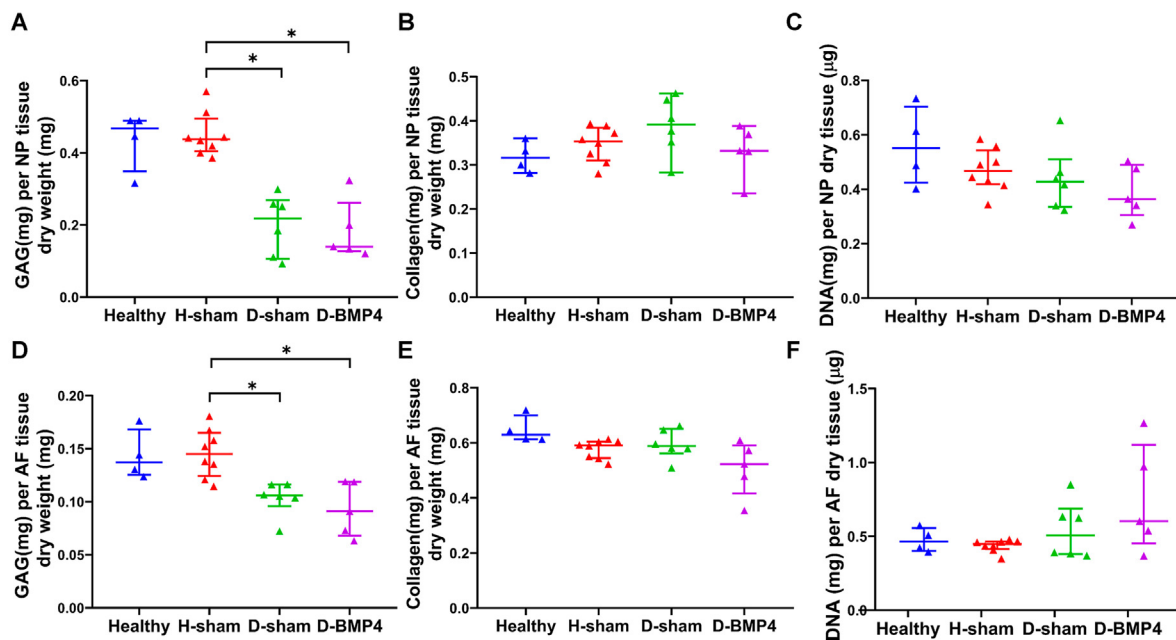 A
B
C
* 
*
GAG(mg) per NP tissue
dry weight (mg)
0.6
0.4
0.2
0.0
Healthy H-sham D-sham D-BMP4
Collagen(mg) per NP tissue
dry weight (mg)
0.5
0.4
0.3
0.2
0.1
0.0
Healthy H-sham D-sham D-BMP4
DNA(mg) per NP dry tissue (µg)
0.8
0.6
0.4
0.2
0.0
Healthy H-sham D-sham D-BMP4
D
E
F
*
*
GAG(mg) per AF tissue
dry weight (mg)
0.20
0.15
0.10
0.05
0.00
Healthy H-sham D-sham D-BMP4
Collagen(mg) per AF tissue
dry weight (mg)
0.8
0.6
0.4
0.2
0.0
Healthy H-sham D-sham D-BMP4
DNA (mg) per AF dry tissue (µg)
1.5
1.0
0.5
0.0
Healthy H-sham D-sham D-BMP4